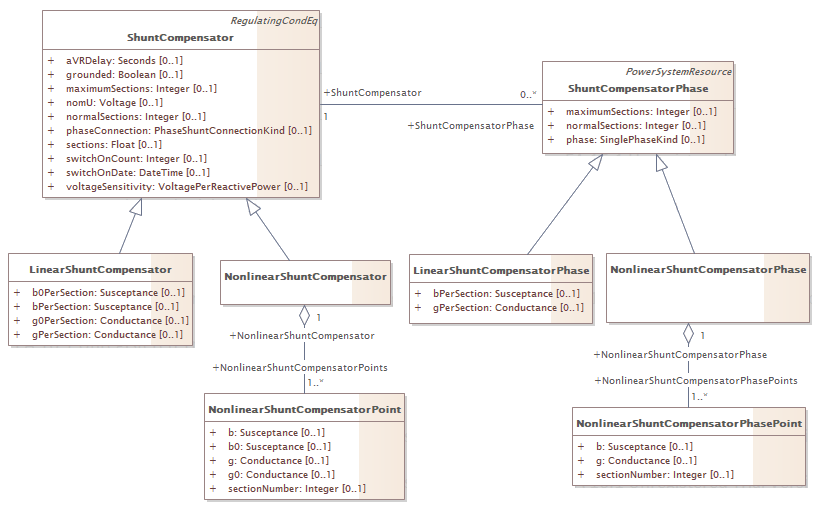 RegulatingCondEq
ShuntCompensator
+ aVRDelay: Seconds [0..1]
+ grounded: Boolean [0..1]
+ maximumSections: Integer [0..1]
+ nomU: Voltage [0..1]
+ normalSections: Integer [0..1]
+ phaseConnection: PhaseShuntConnectionKind [0..1]
+ sections: Float [0..1]
+ switchOnCount: Integer [0..1]
+ switchOnDate: DateTime [0..1]
+ voltageSensitivity: VoltagePerReactivePower [0..1]
+ShuntCompensator
0..*
1
+ShuntCompensatorPhase
PowerSystemResource
ShuntCompensatorPhase
+ maximumSections: Integer [0..1]
+ normalSections: Integer [0..1]
+ phase: SinglePhaseKind [0..1]
LinearShuntCompensator
+ b0PerSection: Susceptance [0..1]
+ bPerSection: Susceptance [0..1]
+ g0PerSection: Conductance [0..1]
+ gPerSection: Conductance [0..1]
NonlinearShuntCompensator
1
+NonlinearShuntCompensator
+NonlinearShuntCompensatorPoints
1..*
NonlinearShuntCompensatorPoint
+ b: Susceptance [0..1]
+ b0: Susceptance [0..1]
+ g: Conductance [0..1]
+ g0: Conductance [0..1]
+ sectionNumber: Integer [0..1]
LinearShuntCompensatorPhase
+ bPerSection: Susceptance [0..1]
+ gPerSection: Conductance [0..1]
NonlinearShuntCompensatorPhase
1
+NonlinearShuntCompensatorPhase
+NonlinearShuntCompensatorPhasePoints
1..*
NonlinearShuntCompensatorPhasePoint
+ b: Susceptance [0..1]
+ g: Conductance [0..1]
+ sectionNumber: Integer [0..1]